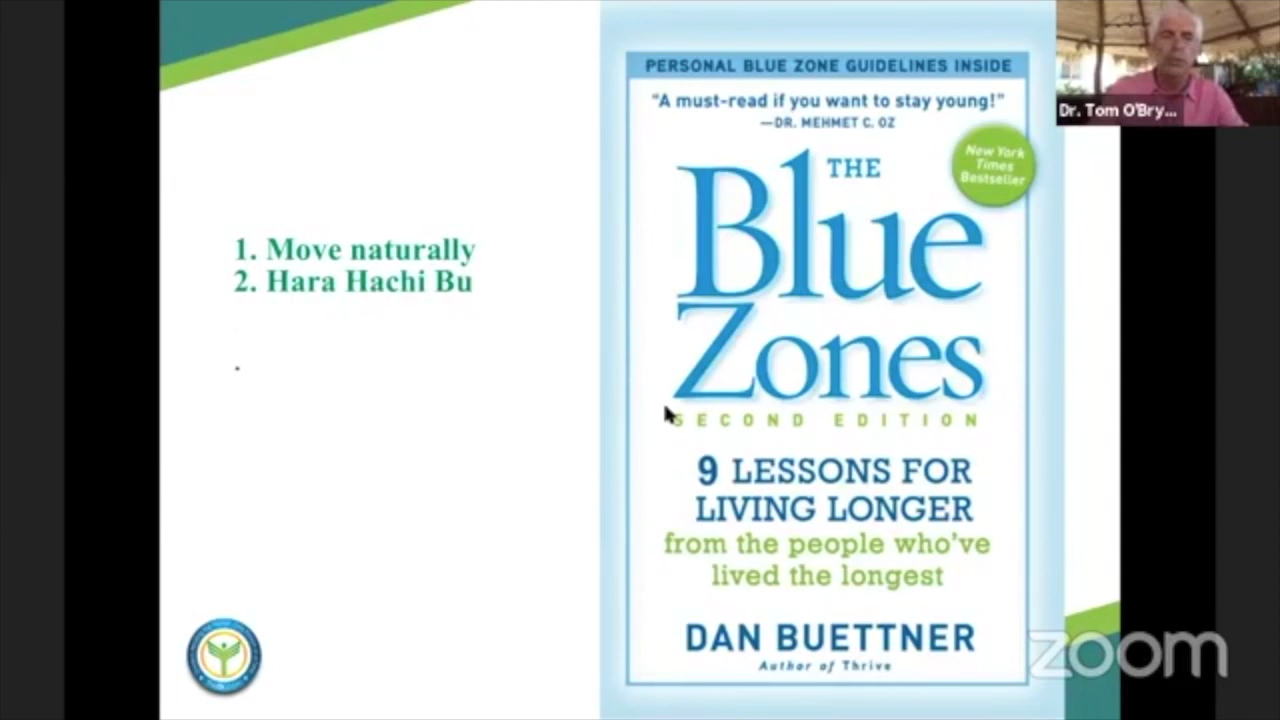 1. Move naturally
2. Hara Hachi Bu
PERSONAL BLUE ZONE GUIDELINES INSIDE
"A must-read if you want to stay young!"
—DR. MEHMET C. OZ
New York
Times
Bestseller
THE
Blue
Zones
SECOND EDITION
9 LESSONS FOR
LIVING LONGER
from the people who've
lived the longest
DAN BUETTNER
Author of Thrive
Dr. Tom O'Bry...
zoom